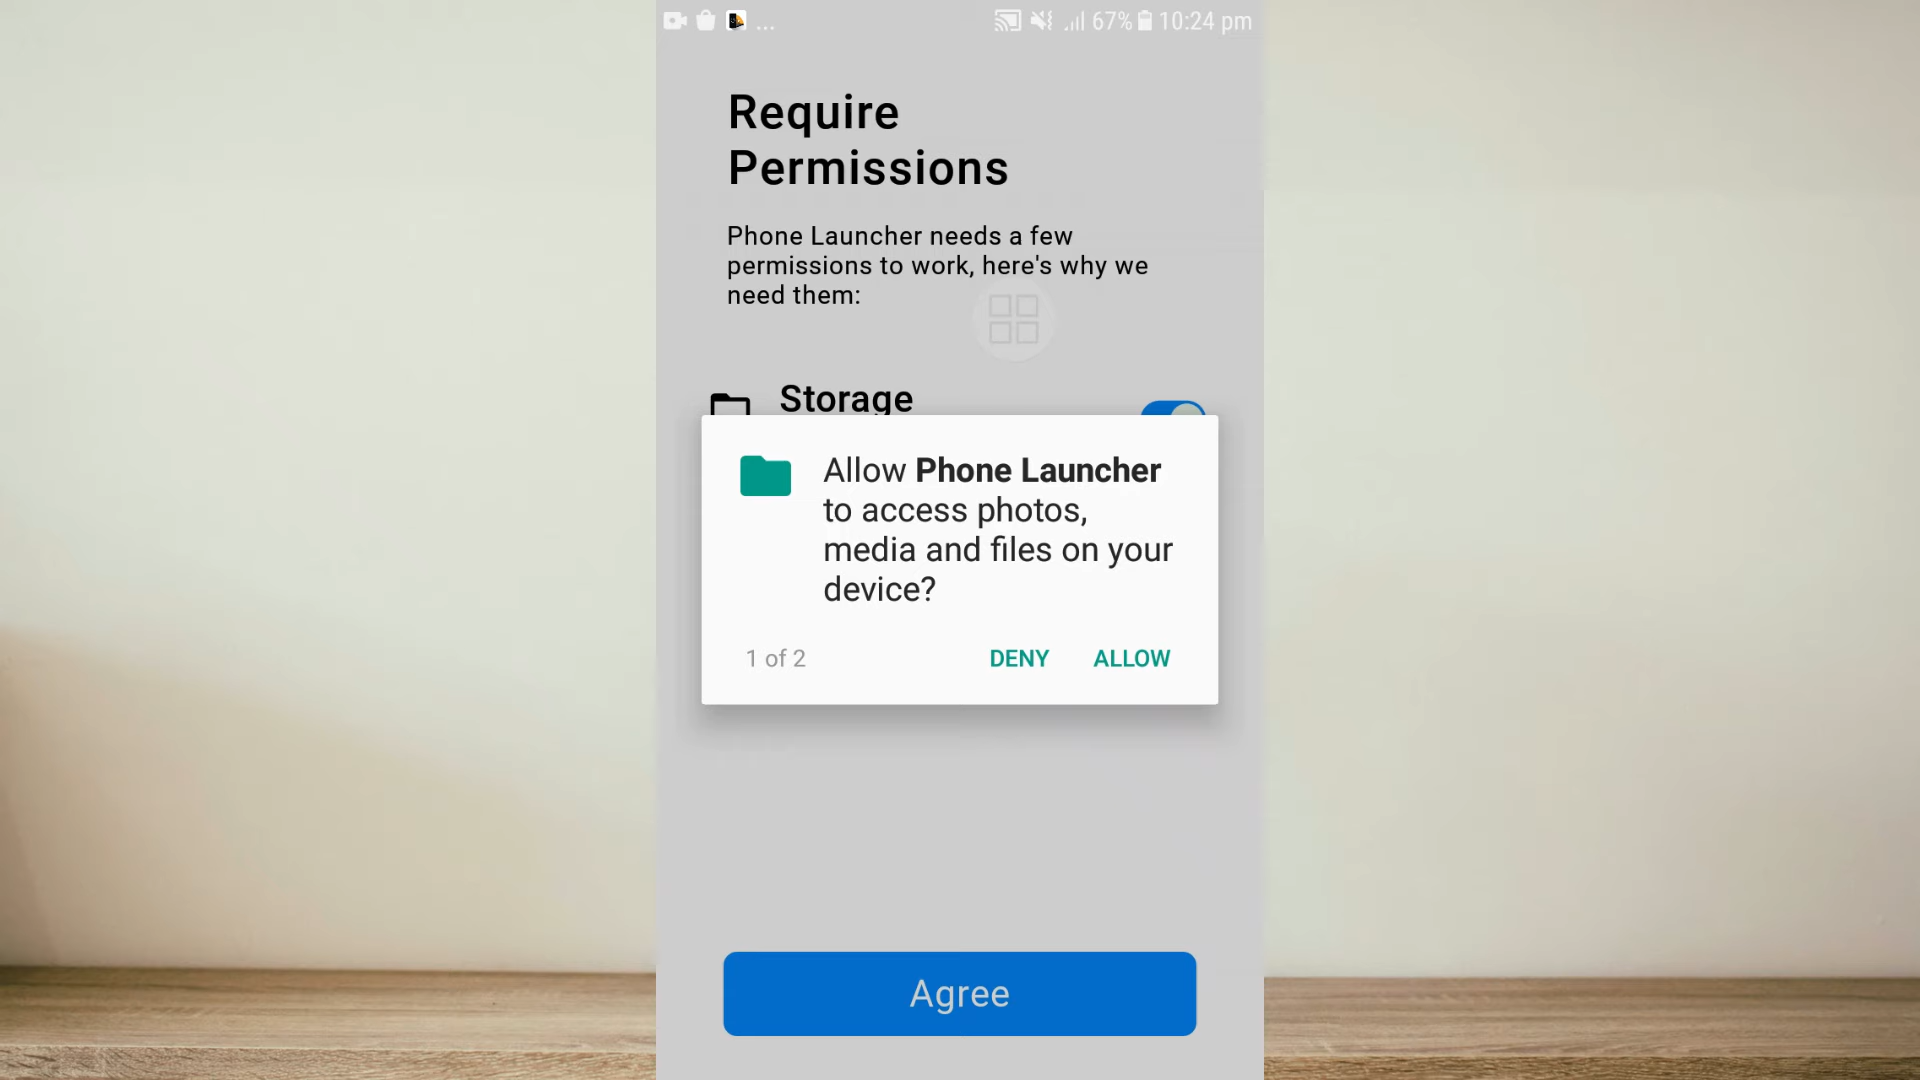 ... 67% 10:24 pm
Require
Permissions
Phone Launcher needs a few
permissions to work, here's why we
need them:
Storage
Allow Phone Launcher
to access photos,
media and files on your
device?
1 of 2 DENY ALLOW
Agree